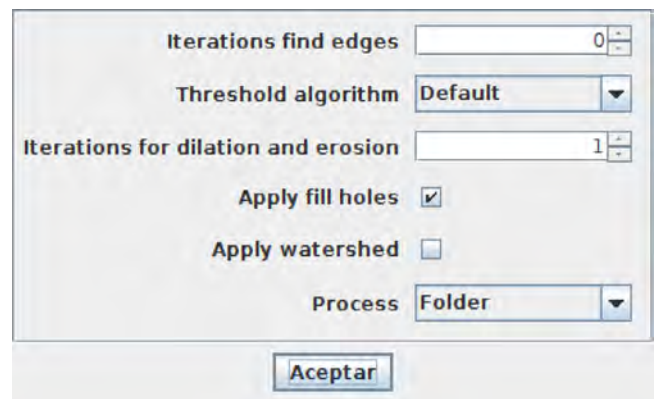 Iterations find edges 0
Threshold algorithm Default
Iterations for dilation and erosion 1
Apply fill holes
Apply watershed
Process Folder
Aceptar